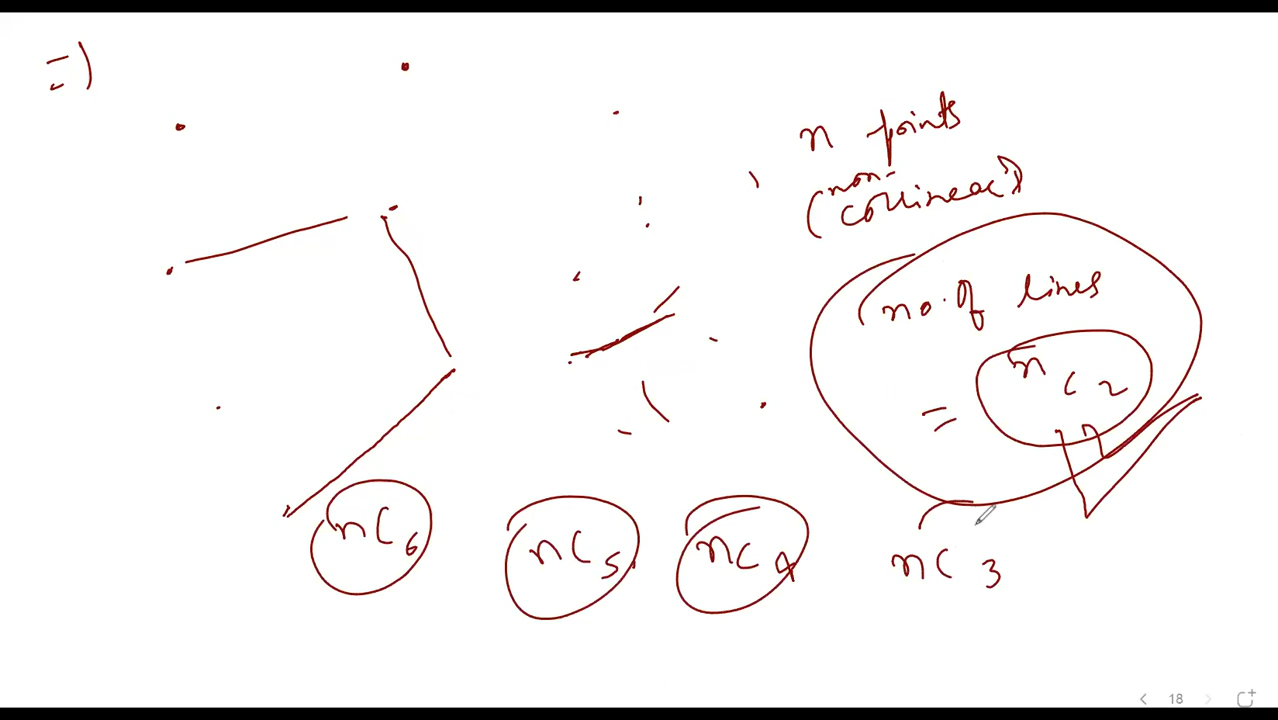 =)
n points
(non-
collinear)
(no. of lines
= nC2
nC6 nC5 nC4 nC3
18